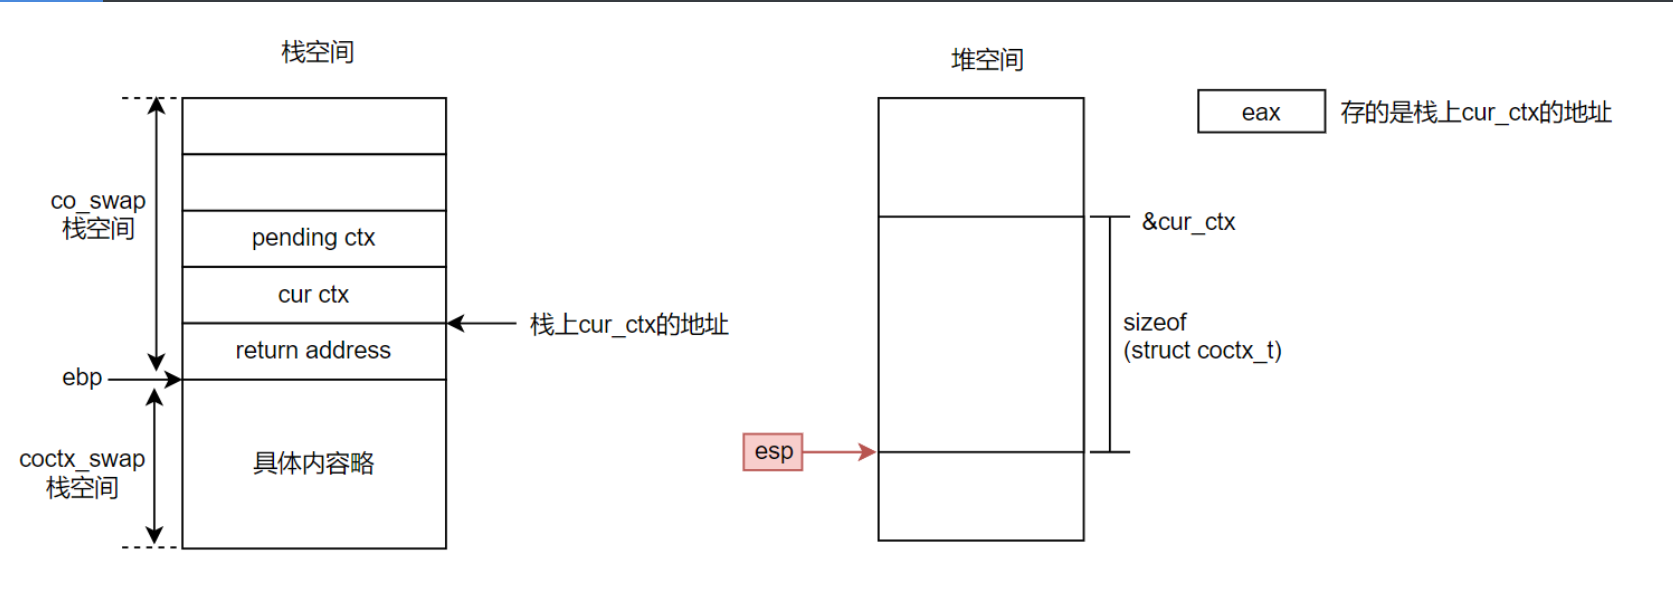 栈空间
堆空间
eax
存的是栈上cur_ctx的地址
co_swap
栈空间
pending ctx
&cur_ctx
cur ctx
栈上cur_ctx的地址
sizeof
(struct coctx_t)
return address
ebp
esp
coctx_swap
栈空间
具体内容略